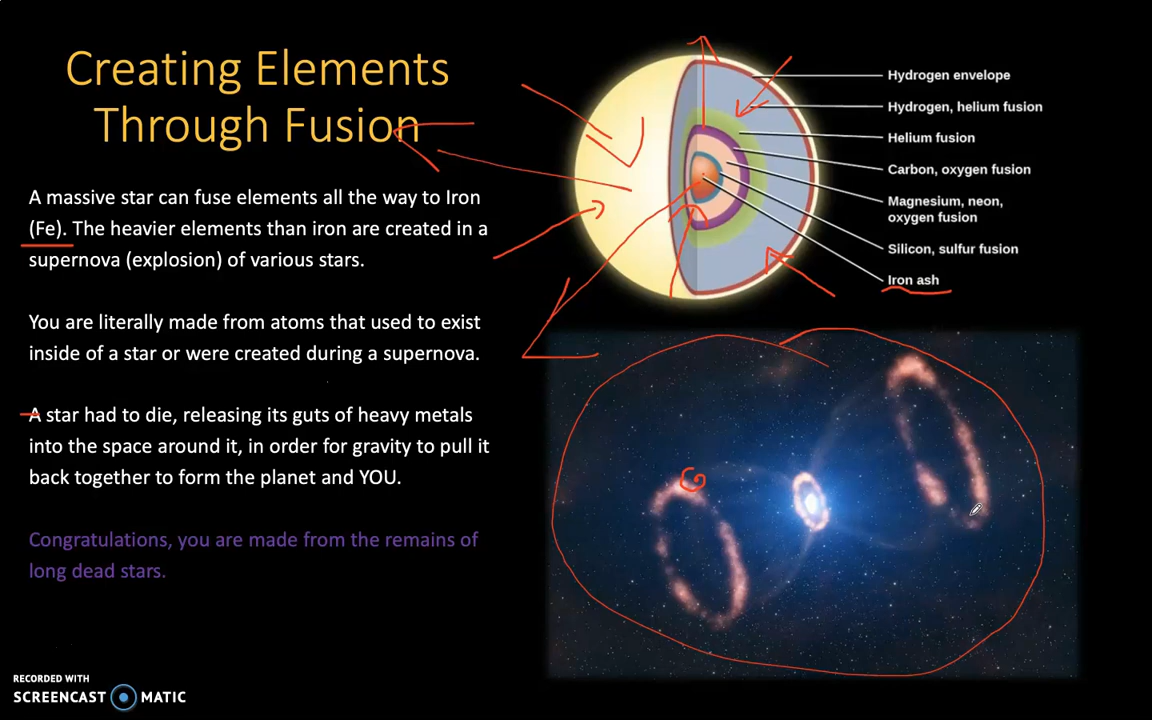 Creating Elements
Through Fusion
A massive star can fuse elements all the way to Iron
(Fe). The heavier elements than iron are created in a
supernova (explosion) of various stars.
You are literally made from atoms that used to exist
inside of a star or were created during a supernova.
A star had to die, releasing its guts of heavy metals
into the space around it, in order for gravity to pull it
back together to form the planet and YOU.
Congratulations, you are made from the remains of
long dead stars.
Hydrogen envelope
Hydrogen, helium fusion
Helium fusion
Carbon, oxygen fusion
Magnesium, neon,
oxygen fusion
Silicon, sulfur fusion
Iron ash
RECORDED WITH
SCREENCAST MATIC